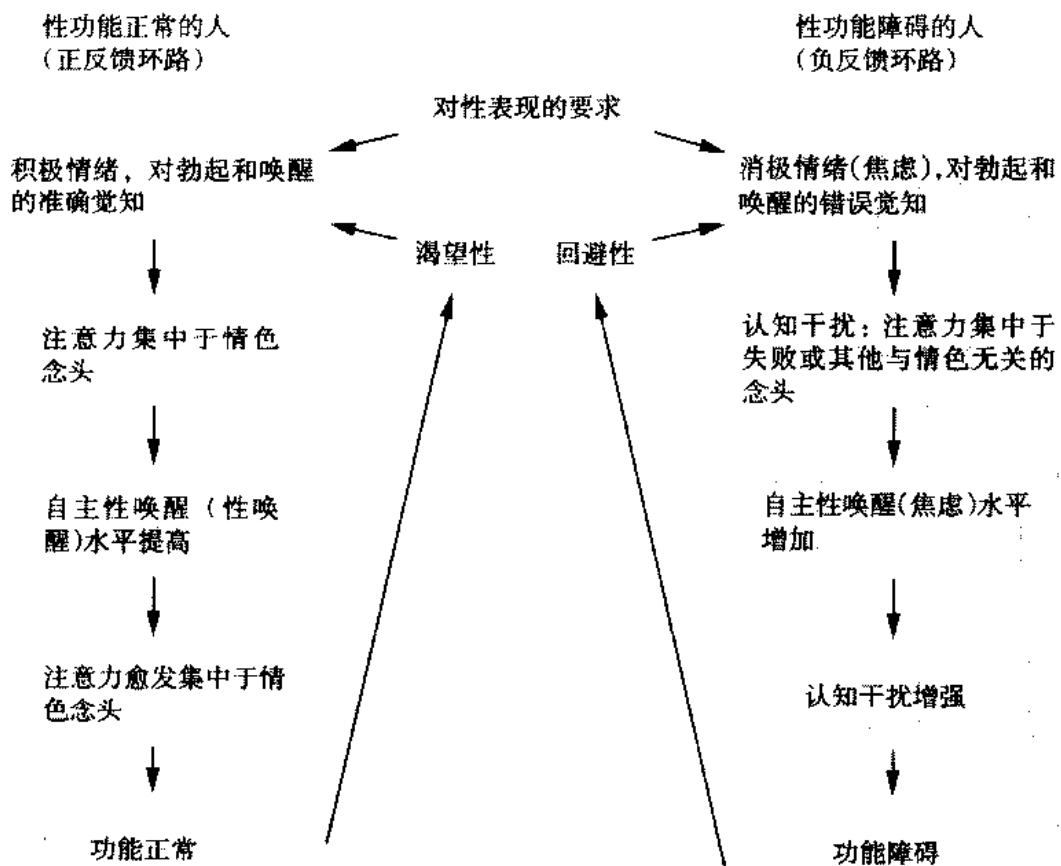 性功能正常的人
（正反馈环路）
性功能障碍的人
（负反馈环路）
对性表现的要求
积极情绪，对勃起和唤醒
的准确觉知
消极情绪（焦虑），对勃起和
唤醒的错误觉知
渴望性
回避性
注意力集中于情色
念头
认知干扰：注意力集中于
失败或其他与情色无关的
念头
自主性唤醒（性唤
醒）水平提高
自主性唤醒（焦虑）水平
增加
注意力愈发集中于情
色念头
认知干扰增强
功能正常
功能障碍